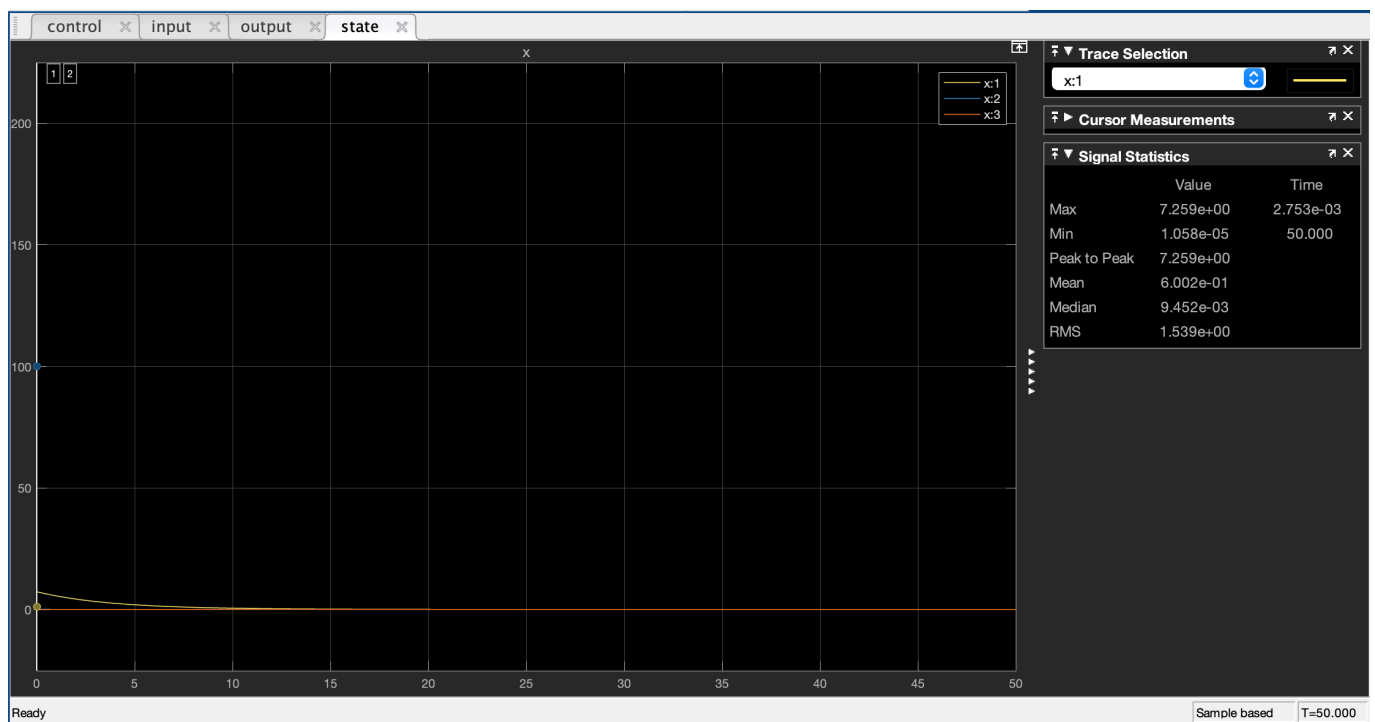 control input output state
x
1 2
x:1
x:2
x:3
200
150
100
50
0
0 5 10 15 20 25 30 35 40 45 50
Trace Selection
x:1
Cursor Measurements
Signal Statistics
Value Time
Max 7.259e+00 2.753e-03
Min 1.058e-05 50.000
Peak to Peak 7.259e+00
Mean 6.002e-01
Median 9.452e-03
RMS 1.539e+00
Ready Sample based T=50.000